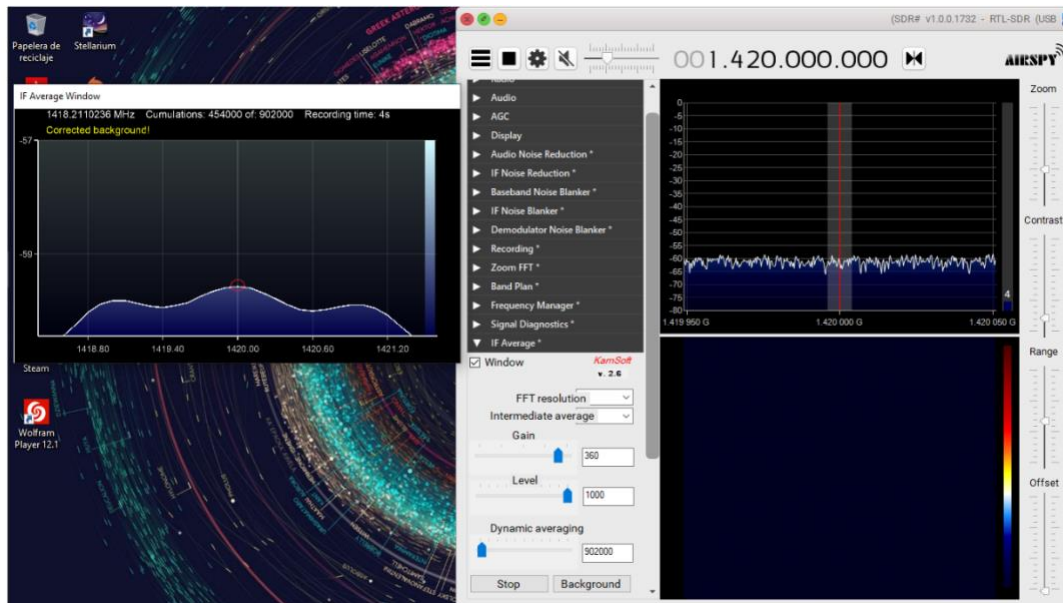 Papelera de
reciclaje
Stellarium
GREEK ASTEROIDS
(SDR# v1.0.0.1732 - RTL-SDR (USB
001.420.000.000
AIRSPY
IF Average Window
1418.2110236 MHz Cumulations: 454000 of: 902000 Recording time: 4s
Corrected background!
-57
-59
1418.80
1419.40
1420.00
1420.60
1421.20
Steam
Wolfram
Player 12.1
Audio
Audio
AGC
Display
Audio Noise Reduction *
IF Noise Reduction *
Baseband Noise Blanker *
IF Noise Blanker *
Demodulator Noise Blanker *
Recording *
Zoom FFT *
Band Plan *
Frequency Manager *
Signal Diagnostics *
IF Average *
Window
KamSoft
v. 2.6
FFT resolution
Intermediate average
Gain
360
Level
1000
Dynamic averaging
902000
Stop
Background
0
-5
-10
-15
-20
-25
-30
-35
-40
-45
-50
-55
-60
-65
-70
-75
-80
4
1.419 950 G
1.420 000 G
1.420 050 G
Zoom
Contrast
Range
Offset